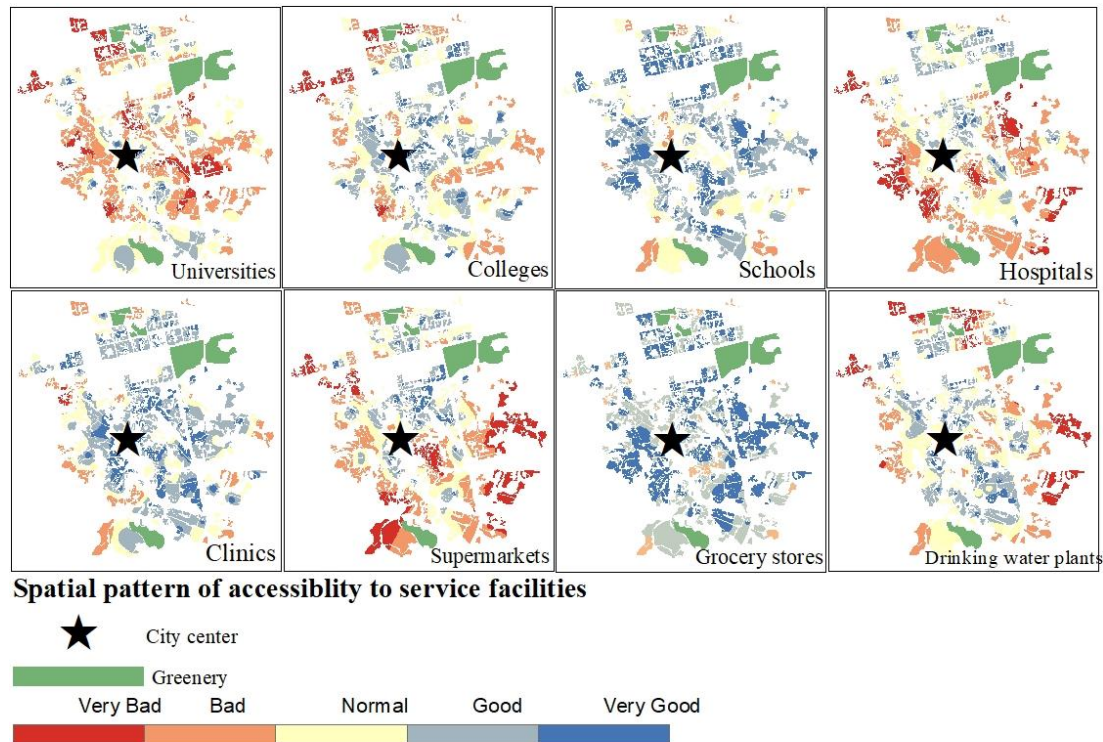 Universities
Colleges
Schools
Hospitals
Clinics
Supermarkets
Grocery stores
Drinking water plants
Spatial pattern of accessiblity to service facilities
City center
Greenery
Very Bad Bad Normal Good Very Good